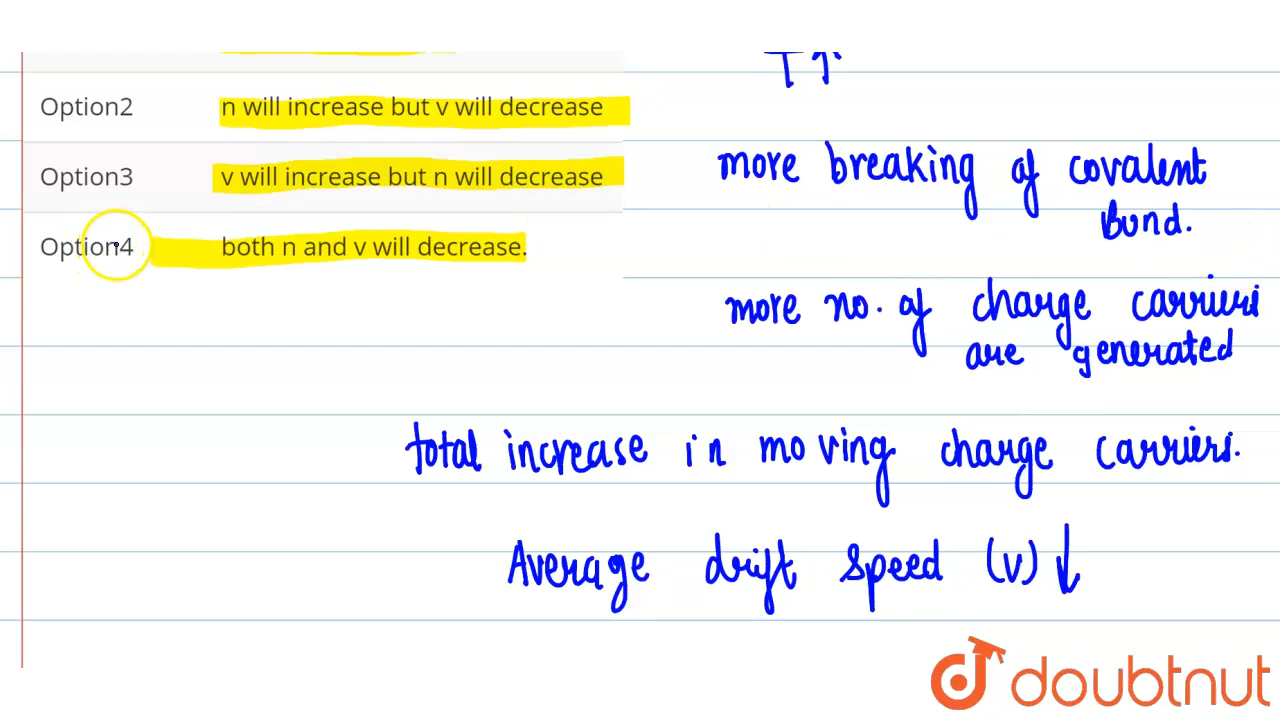 T ↑
Option2 n will increase but v will decrease
more breaking of covalent
Bond.
Option3 v will increase but n will decrease
Option4 both n and v will decrease.
more no. of charge carriers
are generated
total increase in moving charge carriers.
Average drift speed (v) ↓
doubtnut